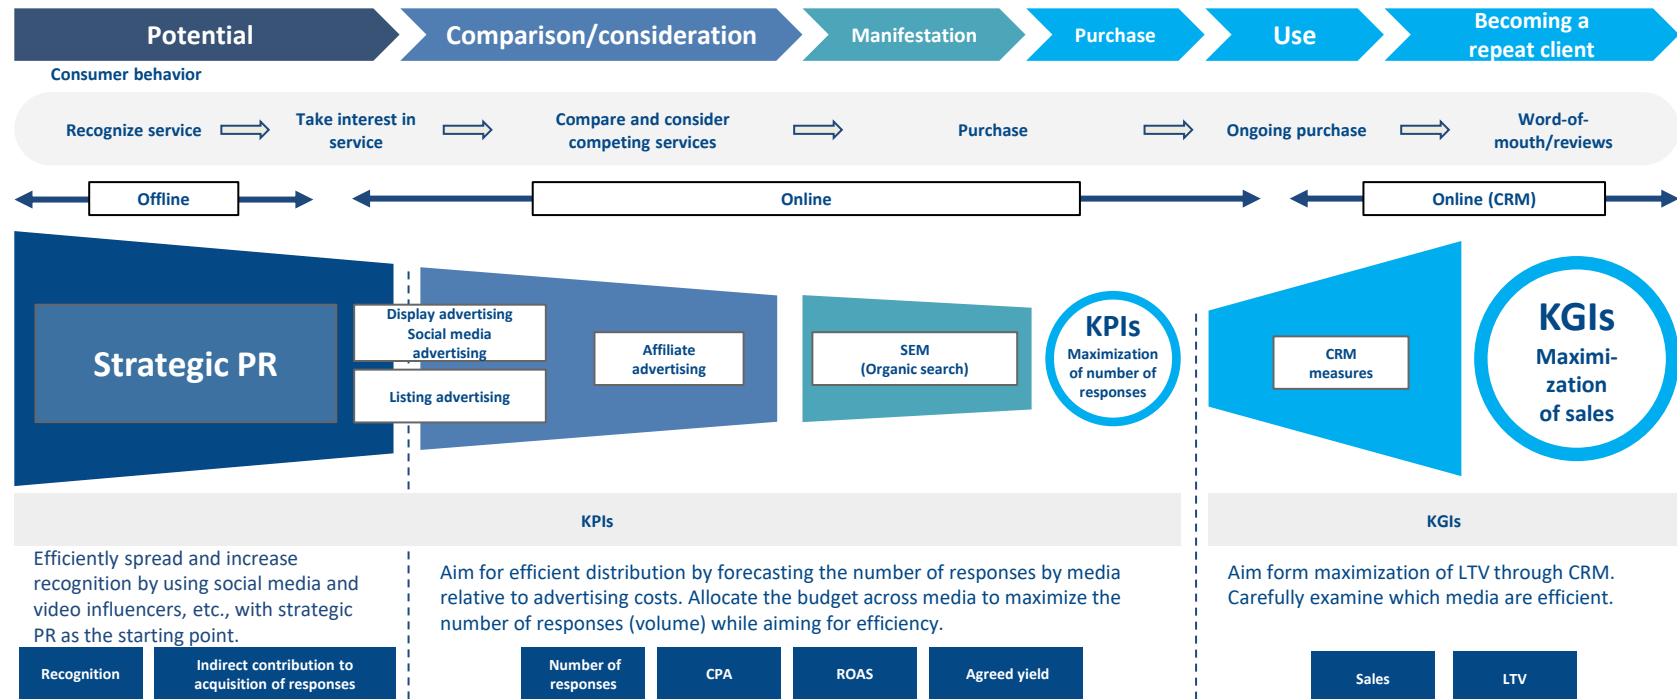 Potential
Comparison/consideration
Manifestation
Purchase
Use
Becoming a
repeat client
Consumer behavior
Recognize service
Take interest in
service
Compare and consider
competing services
Purchase
Ongoing purchase
Word-of-
mouth/reviews
Offline
Online
Online (CRM)
Strategic PR
Display advertising
Social media
advertising
Listing advertising
Affiliate
advertising
SEM
(Organic search)
KPIs
Maximization
of number of
responses
CRM
measures
KGIs
Maximi-
zation
of sales
KPIs
KGIs
Efficiently spread and increase
recognition by using social media and
video influencers, etc., with strategic
PR as the starting point.
Aim for efficient distribution by forecasting the number of responses by media
relative to advertising costs. Allocate the budget across media to maximize the
number of responses (volume) while aiming for efficiency.
Aim form maximization of LTV through CRM.
Carefully examine which media are efficient.
Recognition
Indirect contribution to
acquisition of responses
Number of
responses
CPA
ROAS
Agreed yield
Sales
LTV